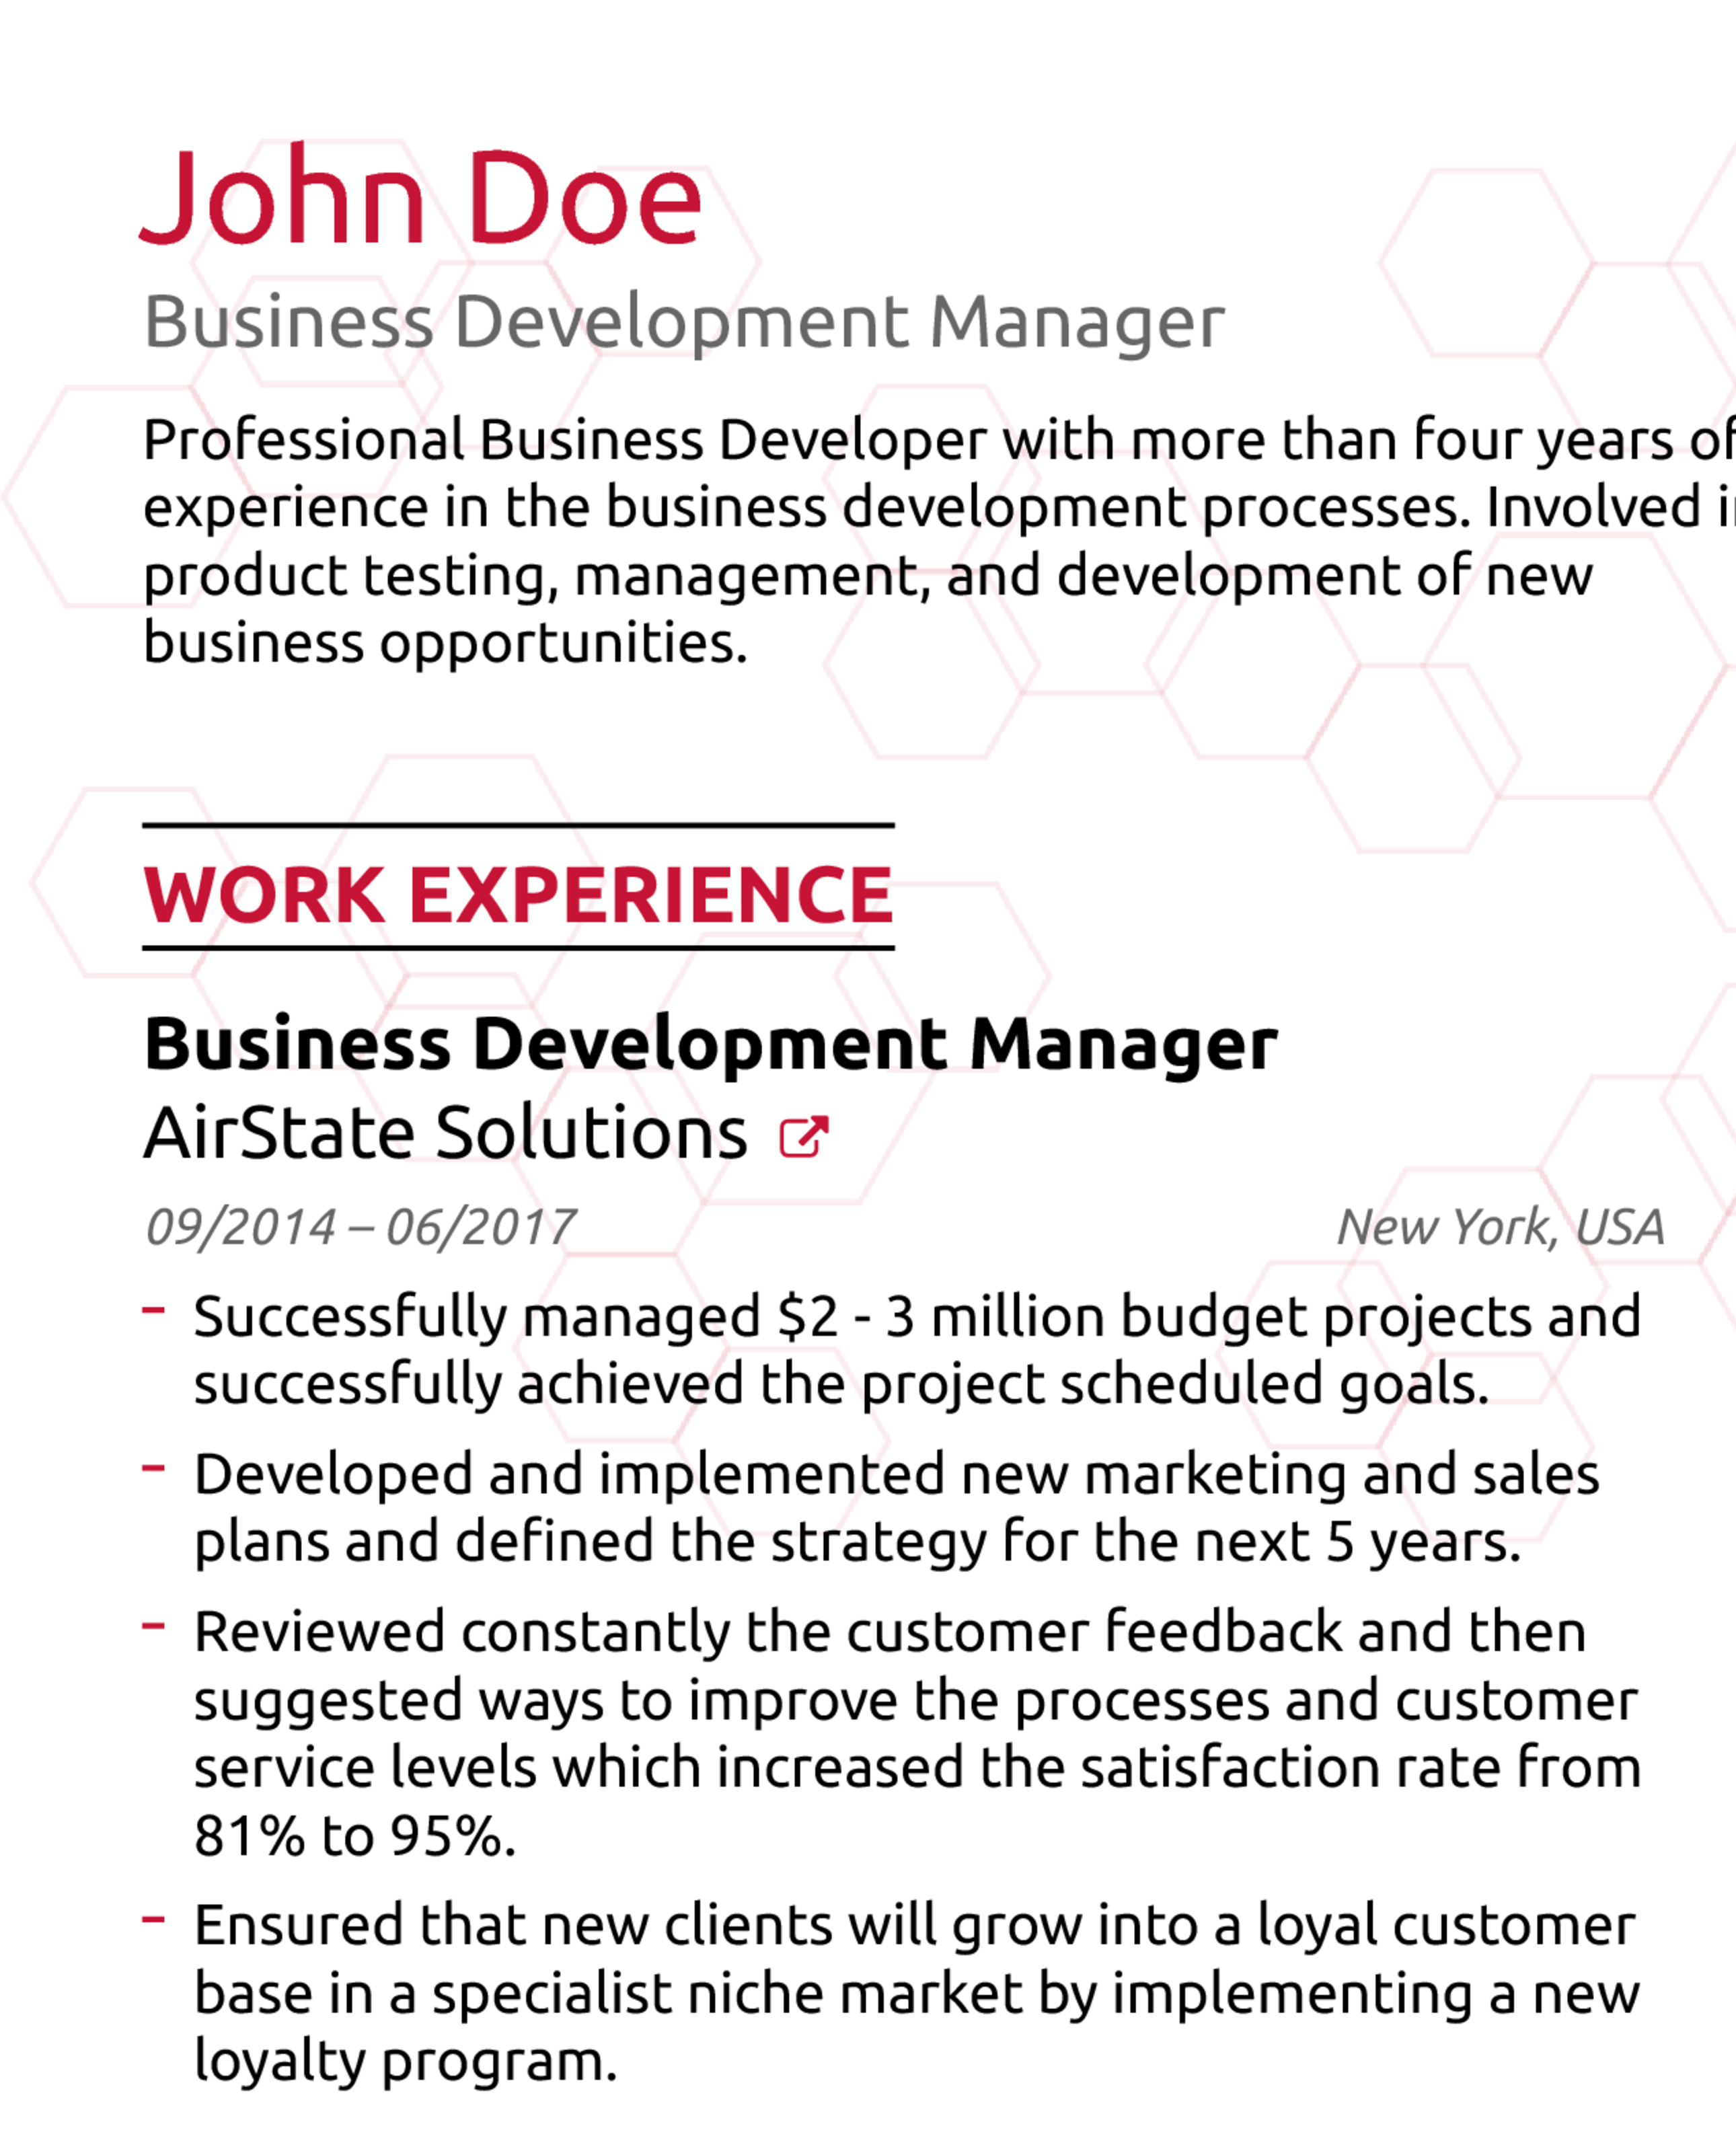 John Doe
Business Development Manager
Professional Business Developer with more than four years of
experience in the business development processes. Involved in
product testing, management, and development of new
business opportunities.
WORK EXPERIENCE
Business Development Manager
AirState Solutions
09/2014 – 06/2017 New York, USA
– Successfully managed $2 - 3 million budget projects and
successfully achieved the project scheduled goals.
– Developed and implemented new marketing and sales
plans and defined the strategy for the next 5 years.
– Reviewed constantly the customer feedback and then
suggested ways to improve the processes and customer
service levels which increased the satisfaction rate from
81% to 95%.
– Ensured that new clients will grow into a loyal customer
base in a specialist niche market by implementing a new
loyalty program.